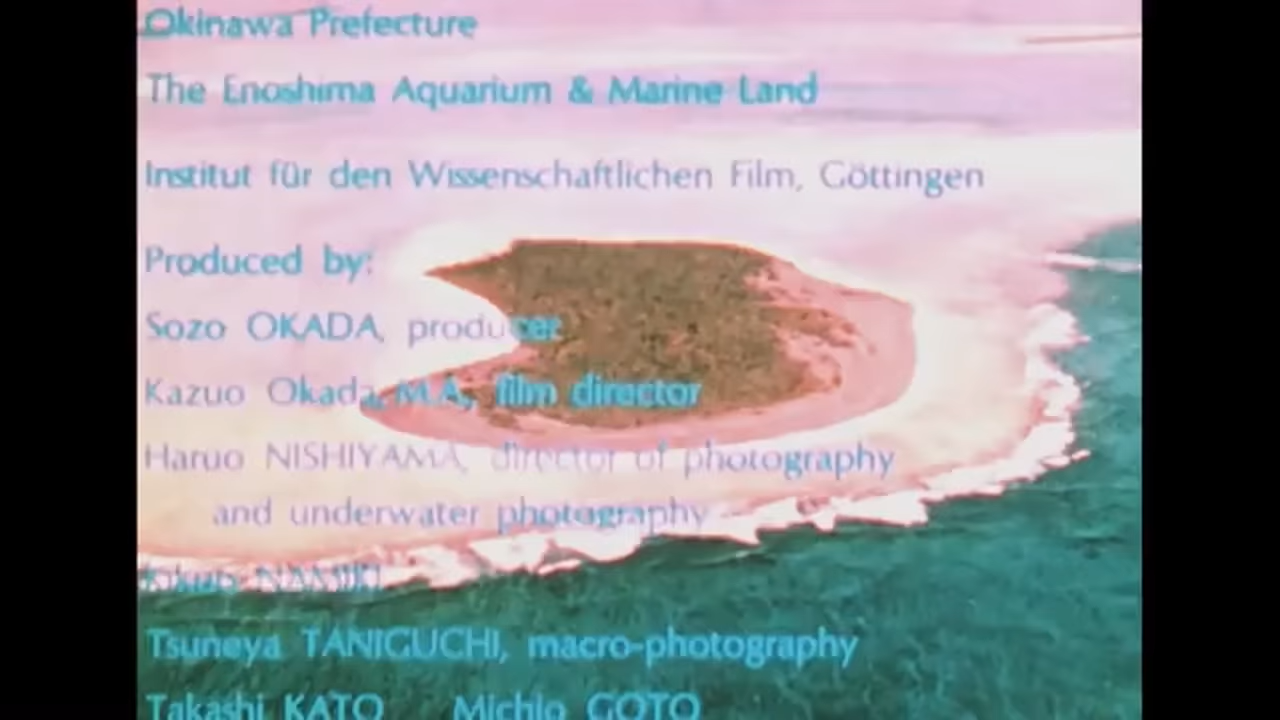 Okinawa Prefecture
The Enoshima Aquarium & Marine Land
Institut für den Wissenschaftlichen Film, Göttingen
Produced by:
Sozo OKADA, producer
Kazuo Okada, M.A., film director
Haruo NISHIYAMA, director of photography
and underwater photography
NAMIKI
Tsuneya TANIGUCHI, macro-photography
Takashi KATO Michio GOTO